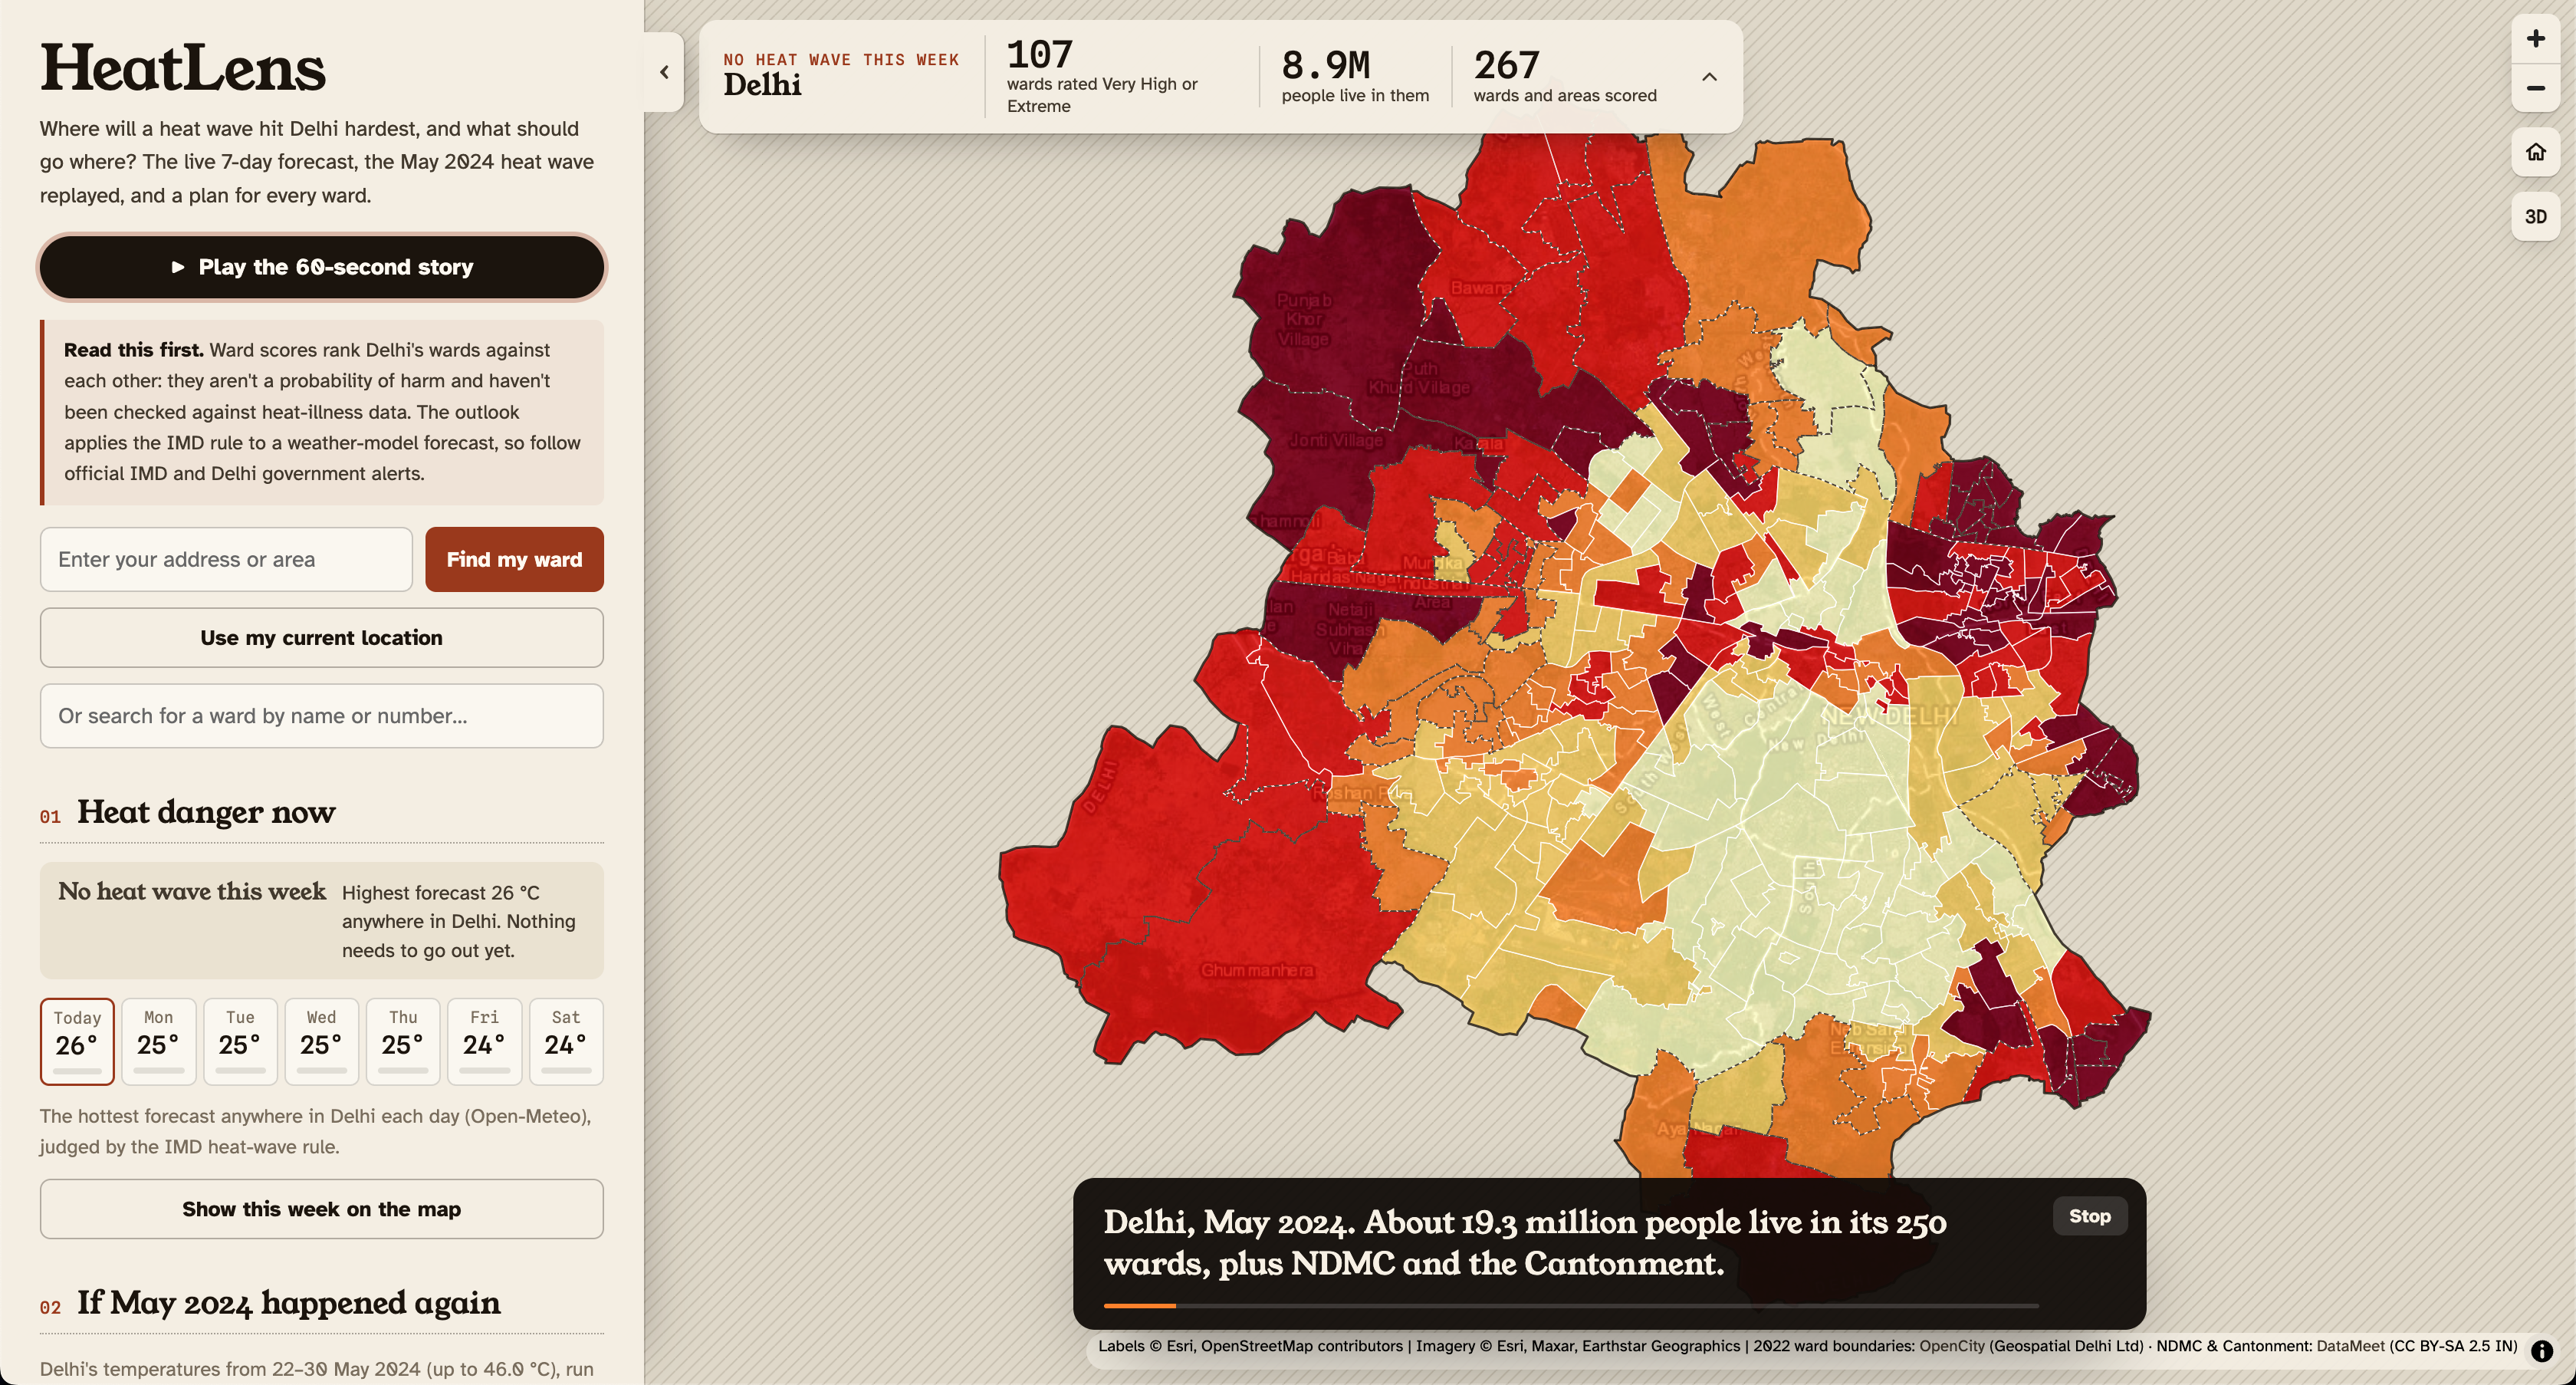 HeatLens
Where will a heat wave hit Delhi hardest, and what should
go where? The live 7-day forecast, the May 2024 heat wave
replayed, and a plan for every ward.
Play the 60-second story
Read this first. Ward scores rank Delhi's wards against
each other: they aren't a probability of harm and haven't
been checked against heat-illness data. The outlook
applies the IMD rule to a weather-model forecast, so follow
official IMD and Delhi government alerts.
Enter your address or area
Find my ward
Use my current location
Or search for a ward by name or number...
01 Heat danger now
No heat wave this week
Highest forecast 26 °C
anywhere in Delhi. Nothing
needs to go out yet.
Today Mon Tue Wed Thu Fri Sat
26° 25° 25° 25° 25° 24° 24°
The hottest forecast anywhere in Delhi each day (Open-Meteo),
judged by the IMD heat-wave rule.
Show this week on the map
02 If May 2024 happened again
Delhi's temperatures from 22–30 May 2024 (up to 46.0 °C), run
NO HEAT WAVE THIS WEEK
Delhi
107
wards rated Very High or
Extreme
8.9M
people live in them
267
wards and areas scored
+
−
3D
Punjab
Khor
Village
Bawana
Khurd Village
Jonti Village
Netaji
Subhash
Area
NEW DELHI
New Delhi
West
Central
South West
DELHI
South
Ghummanhera
Delhi, May 2024. About 19.3 million people live in its 250
wards, plus NDMC and the Cantonment.
Stop
Labels © Esri, OpenStreetMap contributors | Imagery © Esri, Maxar, Earthstar Geographics | 2022 ward boundaries: OpenCity (Geospatial Delhi Ltd) · NDMC & Cantonment: DataMeet (CC BY-SA 2.5 IN)